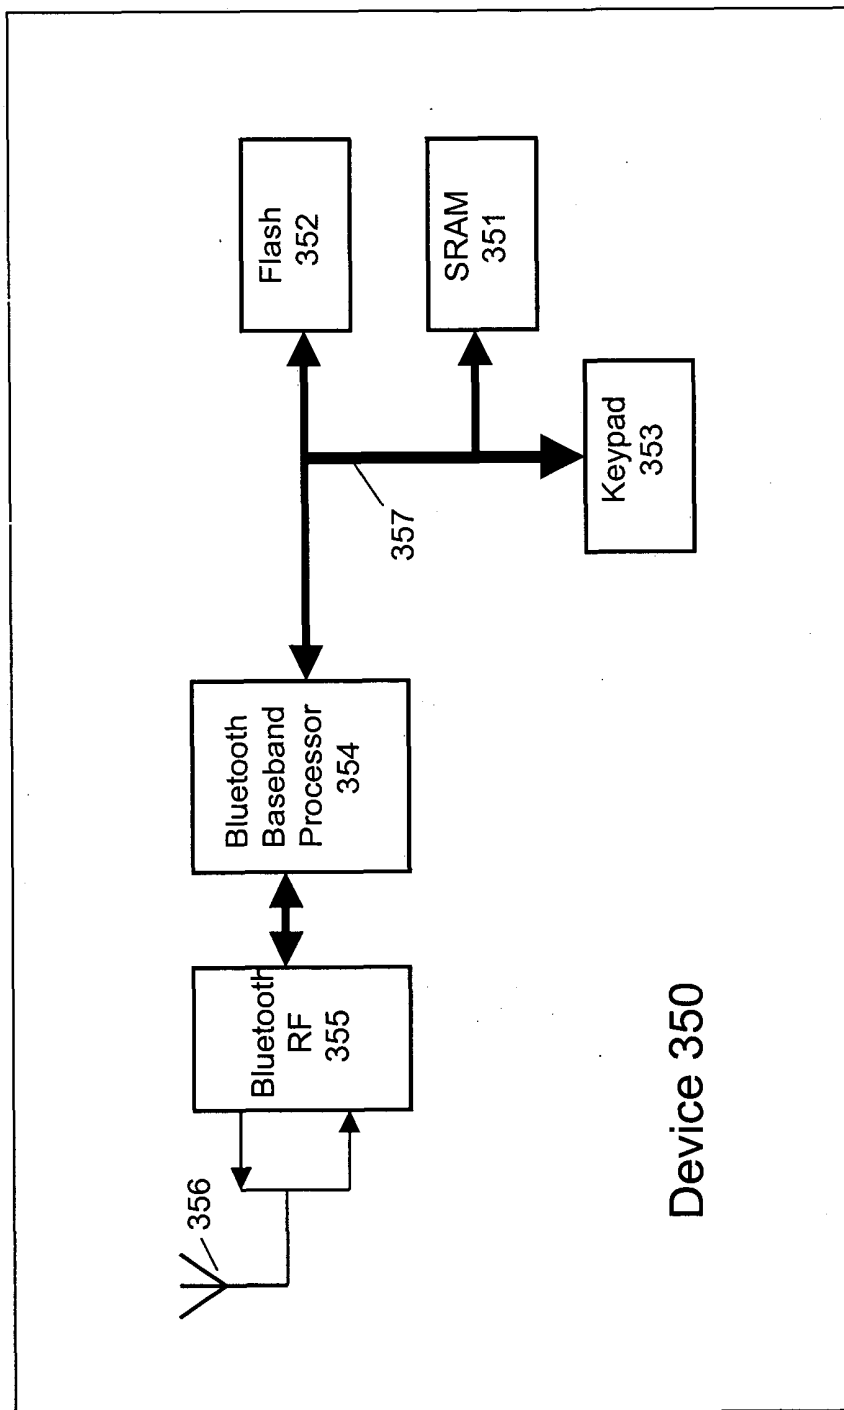 356
Bluetooth
RF
355
Bluetooth
Baseband
Processor
354
357
Flash
352
SRAM
351
Keypad
353
Device 350